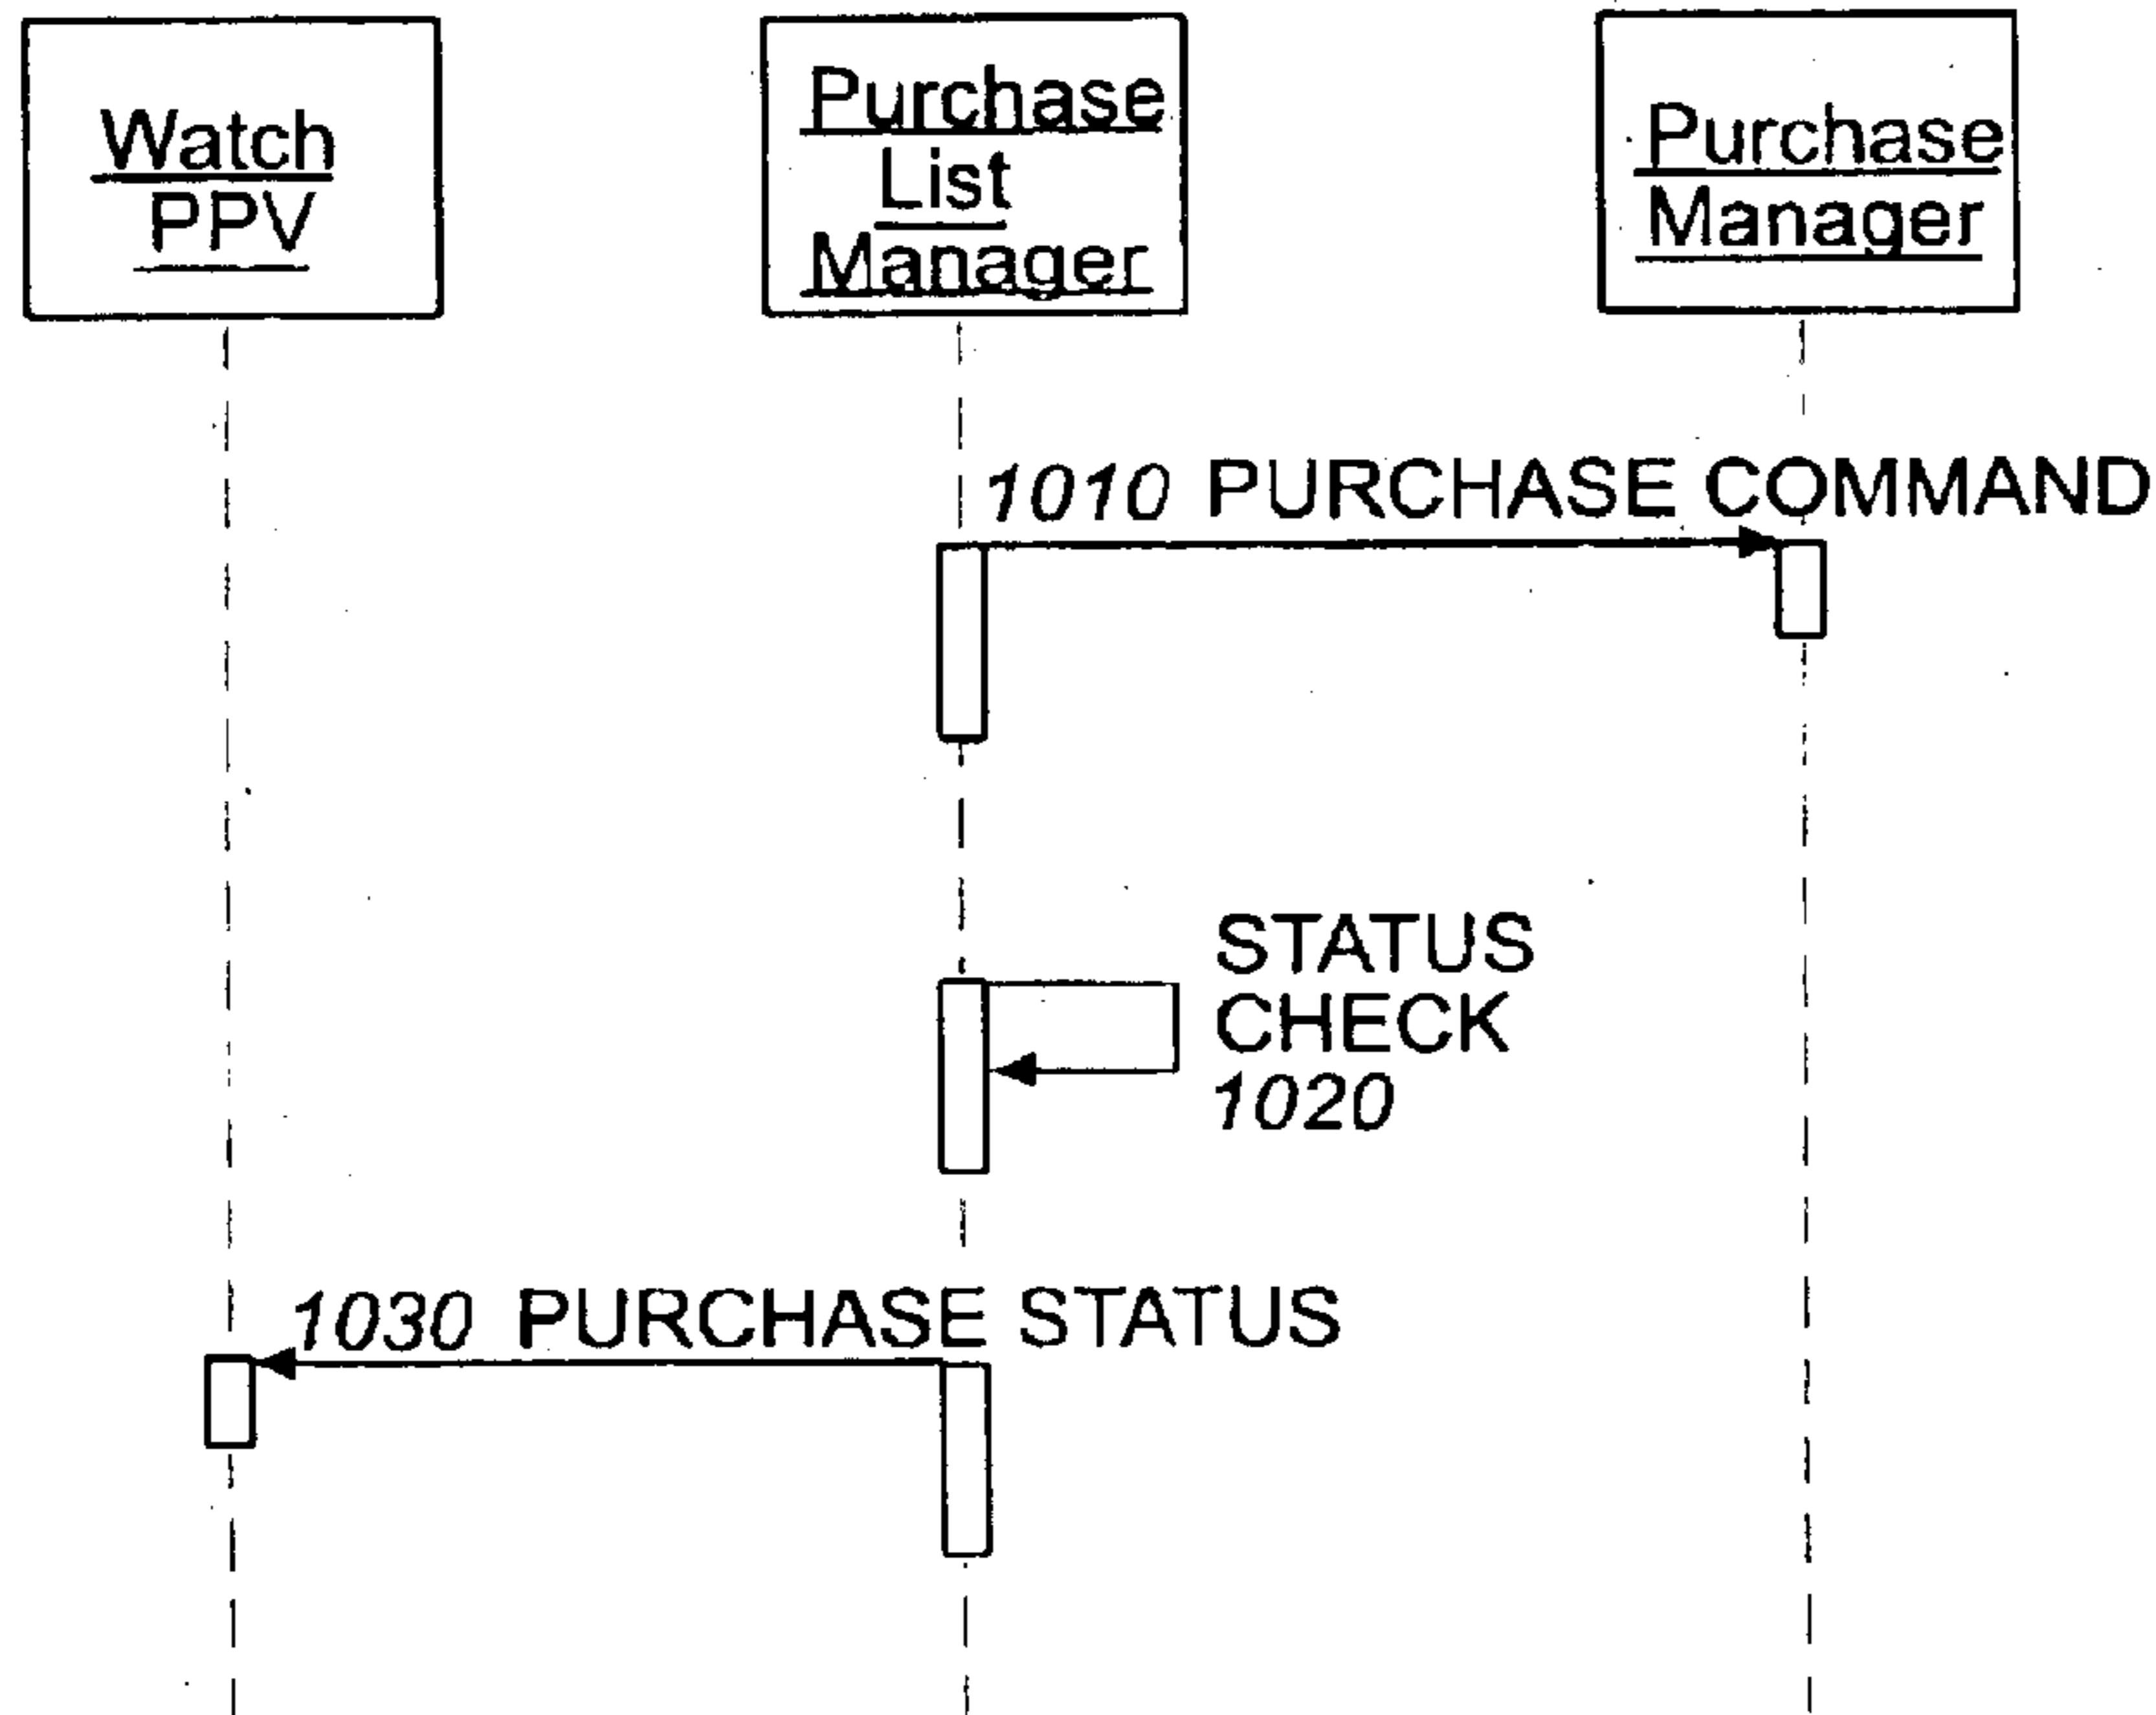 Watch
PPV
Purchase
List
Manager
Purchase
Manager
1010 PURCHASE COMMAND
STATUS
CHECK
1020
1030 PURCHASE STATUS